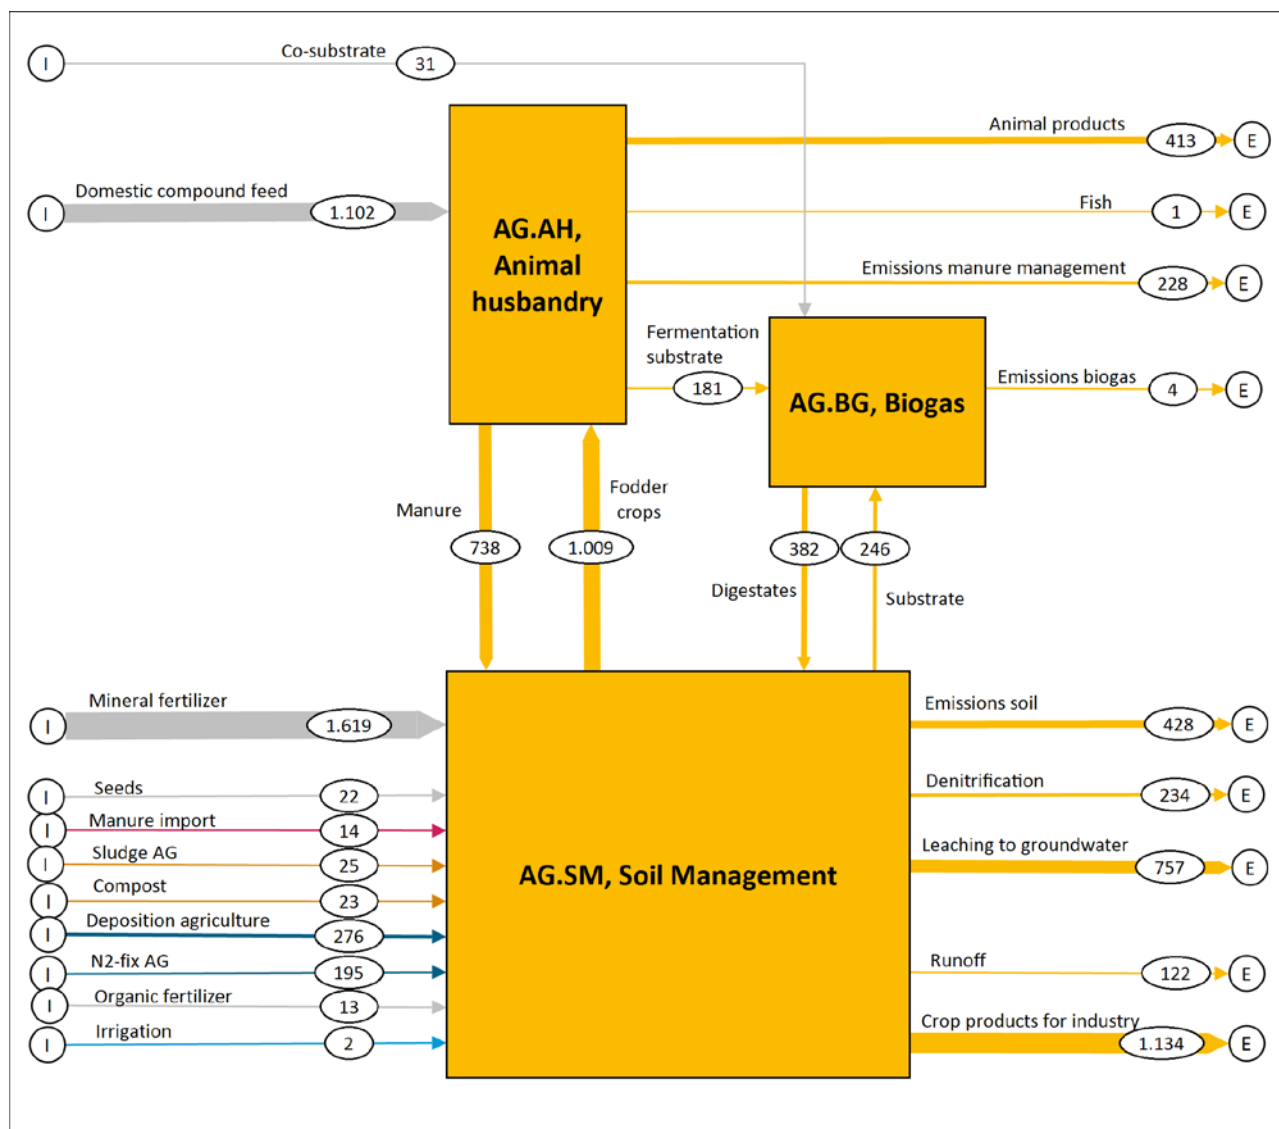 I
Co-substrate
31
Animal products
413
E
I
Domestic compound feed
1.102
AG.AH,
Animal
husbandry
Fish
1
E
Emissions manure management
228
E
Fermentation
substrate
181
AG.BG, Biogas
Emissions biogas
4
E
Manure
738
Fodder
crops
1.009
382
Digestates
246
Substrate
I
Mineral fertilizer
1.619
I
Seeds
22
I
Manure import
14
I
Sludge AG
25
I
Compost
23
I
Deposition agriculture
276
I
N2-fix AG
195
I
Organic fertilizer
13
I
Irrigation
2
AG.SM, Soil Management
Emissions soil
428
E
Denitrification
234
E
Leaching to groundwater
757
E
Runoff
122
E
Crop products for industry
1.134
E